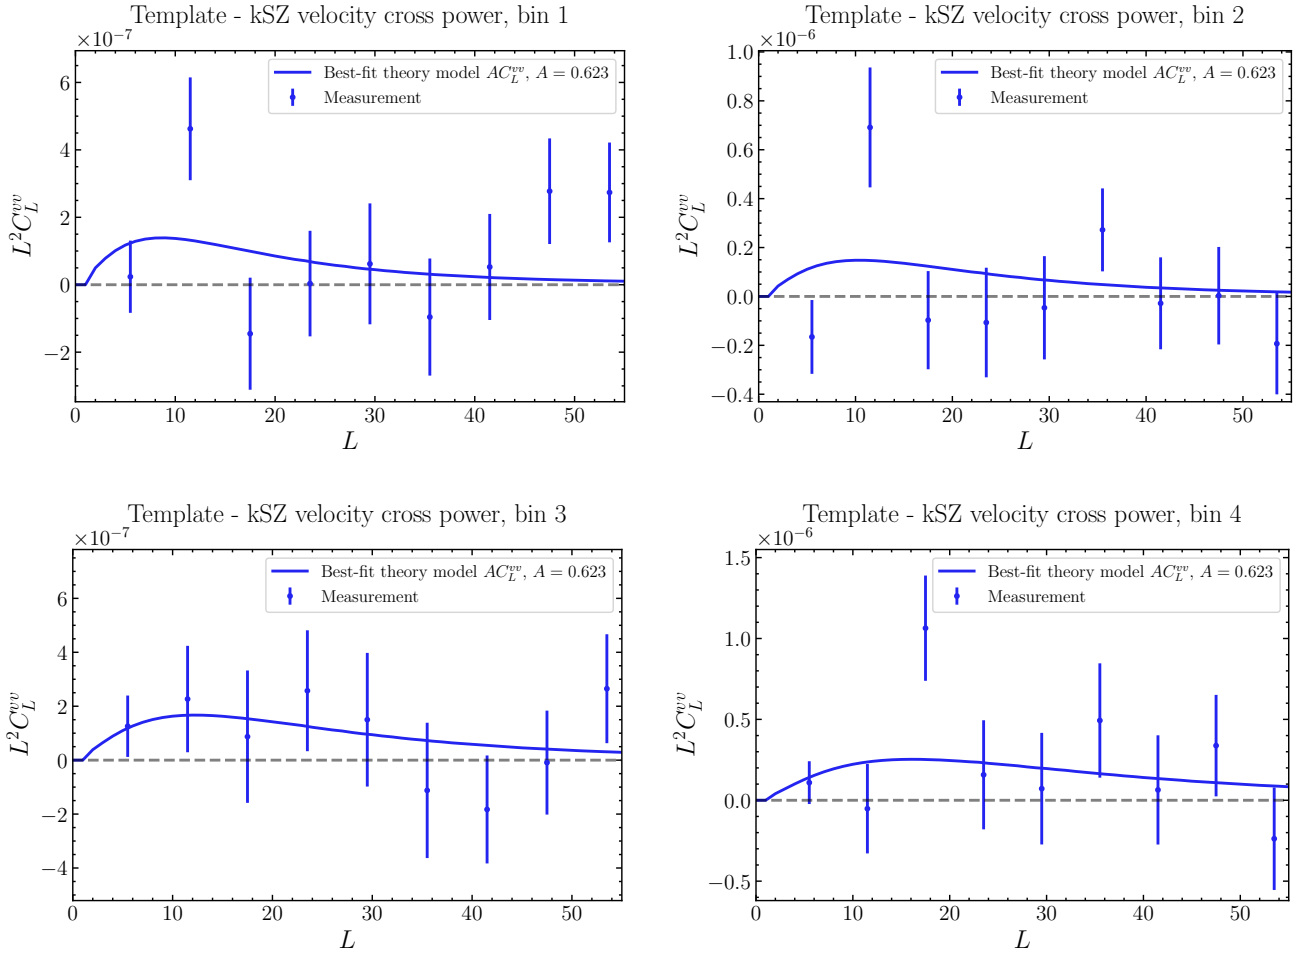 Template - kSZ velocity cross power, bin 1
×10⁻⁷
Best-fit theory model AC_L^{vv}, A = 0.623
Measurement
6
4
2
0
−2
L²C_L^{vv}
0 10 20 30 40 50
L
Template - kSZ velocity cross power, bin 2
×10⁻⁶
Best-fit theory model AC_L^{vv}, A = 0.623
Measurement
1.0
0.8
0.6
0.4
0.2
0.0
−0.2
−0.4
L²C_L^{vv}
0 10 20 30 40 50
L
Template - kSZ velocity cross power, bin 3
×10⁻⁷
Best-fit theory model AC_L^{vv}, A = 0.623
Measurement
6
4
2
0
−2
−4
L²C_L^{vv}
0 10 20 30 40 50
L
Template - kSZ velocity cross power, bin 4
×10⁻⁶
Best-fit theory model AC_L^{vv}, A = 0.623
Measurement
1.5
1.0
0.5
0.0
−0.5
L²C_L^{vv}
0 10 20 30 40 50
L